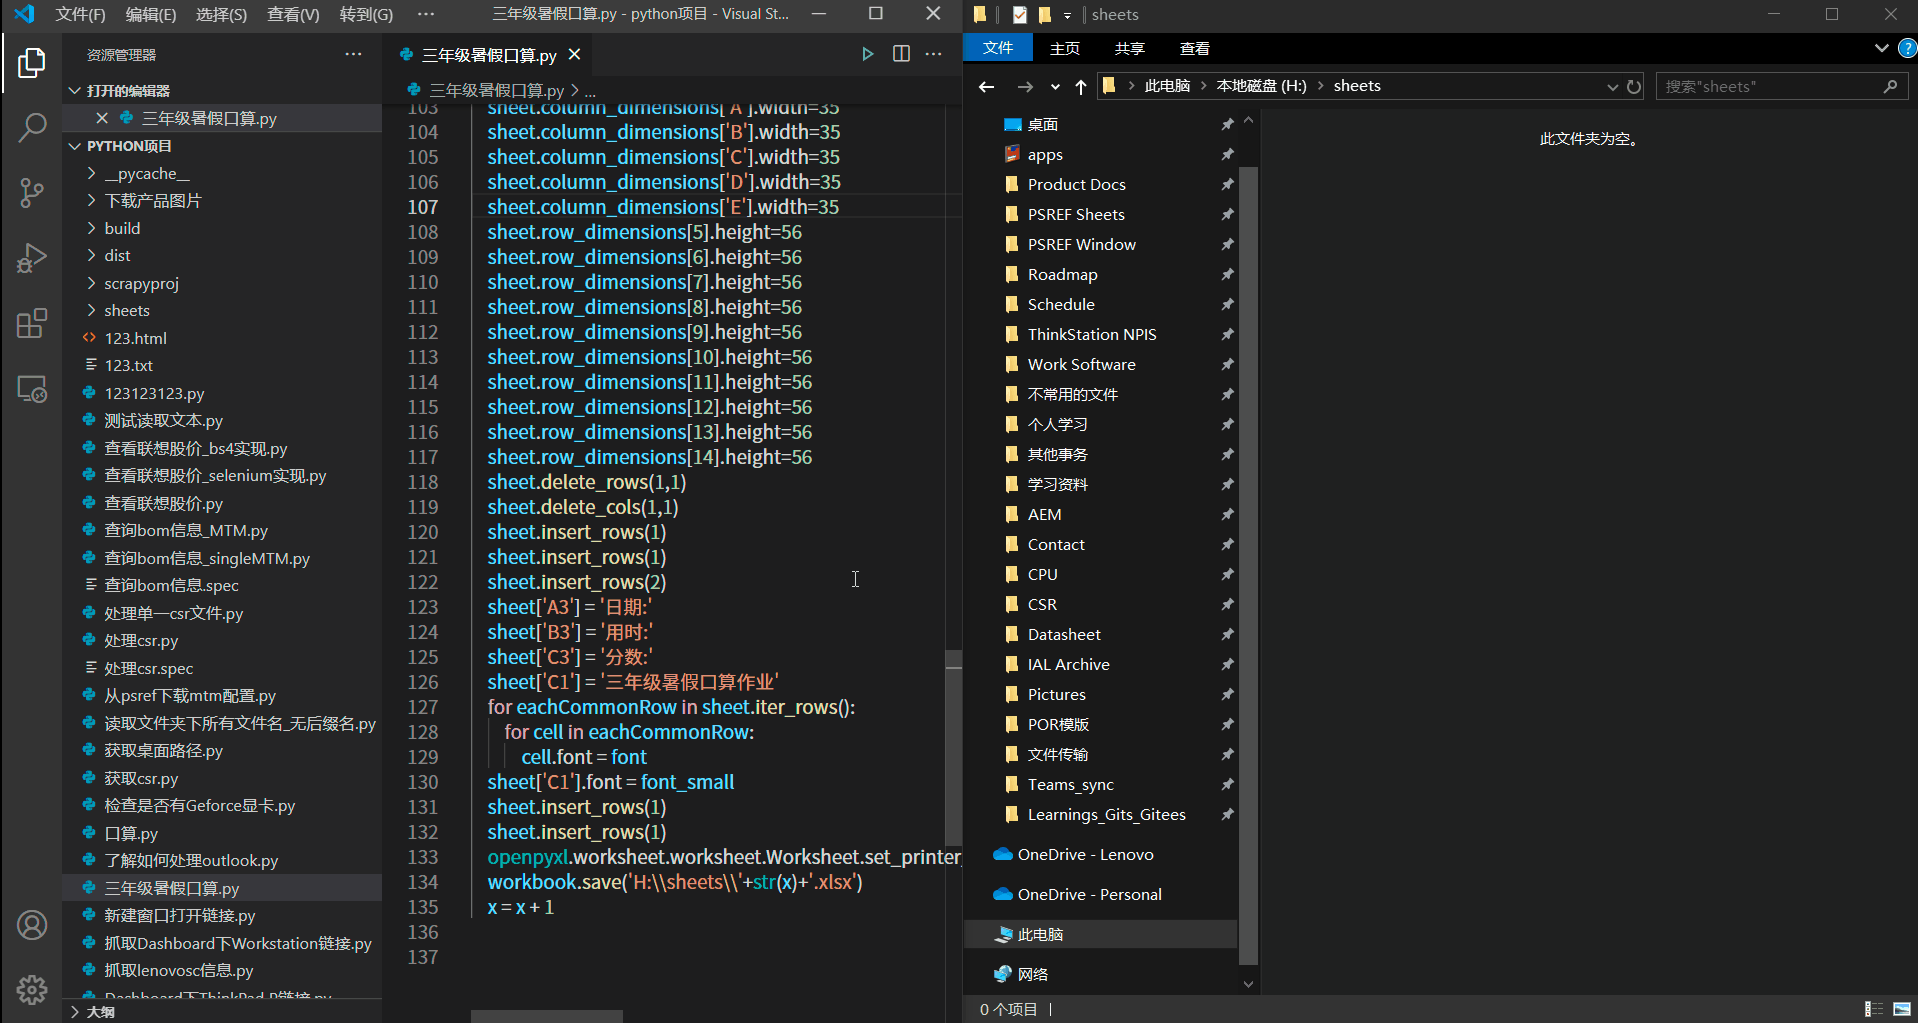 文件(F) 编辑(E) 选择(S) 查看(V) 转到(G) ··· 三年级暑假口算.py - python项目 - Visual St...
资源管理器 ···
打开的编辑器
三年级暑假口算.py
PYTHON项目
__pycache__
下载产品图片
build
dist
scrapyproj
sheets
123.html
123.txt
123123123.py
测试读取文本.py
查看联想股价_bs4实现.py
查看联想股价_selenium实现.py
查看联想股价.py
查询bom信息_MTM.py
查询bom信息_singleMTM.py
查询bom信息.spec
处理单一csr文件.py
处理csr.py
处理csr.spec
从psref下载mtm配置.py
读取文件夹下所有文件名_无后缀名.py
获取桌面路径.py
获取csr.py
检查是否有Geforce显卡.py
口算.py
了解如何处理outlook.py
三年级暑假口算.py
新建窗口打开链接.py
抓取Dashboard下Workstation链接.py
抓取lenovosc信息.py
Dashboard下ThinkPad P链接.py
大纲
三年级暑假口算.py
三年级暑假口算.py > ...
103 sheet.column_dimensions['A'].width=35
104 sheet.column_dimensions['B'].width=35
105 sheet.column_dimensions['C'].width=35
106 sheet.column_dimensions['D'].width=35
107 sheet.column_dimensions['E'].width=35
108 sheet.row_dimensions[5].height=56
109 sheet.row_dimensions[6].height=56
110 sheet.row_dimensions[7].height=56
111 sheet.row_dimensions[8].height=56
112 sheet.row_dimensions[9].height=56
113 sheet.row_dimensions[10].height=56
114 sheet.row_dimensions[11].height=56
115 sheet.row_dimensions[12].height=56
116 sheet.row_dimensions[13].height=56
117 sheet.row_dimensions[14].height=56
118 sheet.delete_rows(1,1)
119 sheet.delete_cols(1,1)
120 sheet.insert_rows(1)
121 sheet.insert_rows(1)
122 sheet.insert_rows(2)
123 sheet['A3'] = '日期:'
124 sheet['B3'] = '用时:'
125 sheet['C3'] = '分数:'
126 sheet['C1'] = '三年级暑假口算作业'
127 for eachCommonRow in sheet.iter_rows():
128 for cell in eachCommonRow:
129 cell.font = font
130 sheet['C1'].font = font_small
131 sheet.insert_rows(1)
132 sheet.insert_rows(1)
133 openpyxl.worksheet.worksheet.Worksheet.set_printer_
134 workbook.save('H:\\sheets\\'+str(x)+'.xlsx')
135 x = x + 1
136
137
sheets
文件 主页 共享 查看
此电脑 > 本地磁盘 (H:) > sheets
搜索"sheets"
桌面
apps
Product Docs
PSREF Sheets
PSREF Window
Roadmap
Schedule
ThinkStation NPIS
Work Software
不常用的文件
个人学习
其他事务
学习资料
AEM
Contact
CPU
CSR
Datasheet
IAL Archive
Pictures
POR模版
文件传输
Teams_sync
Learnings_Gits_Gitees
OneDrive - Lenovo
OneDrive - Personal
此电脑
网络
此文件夹为空。
0 个项目